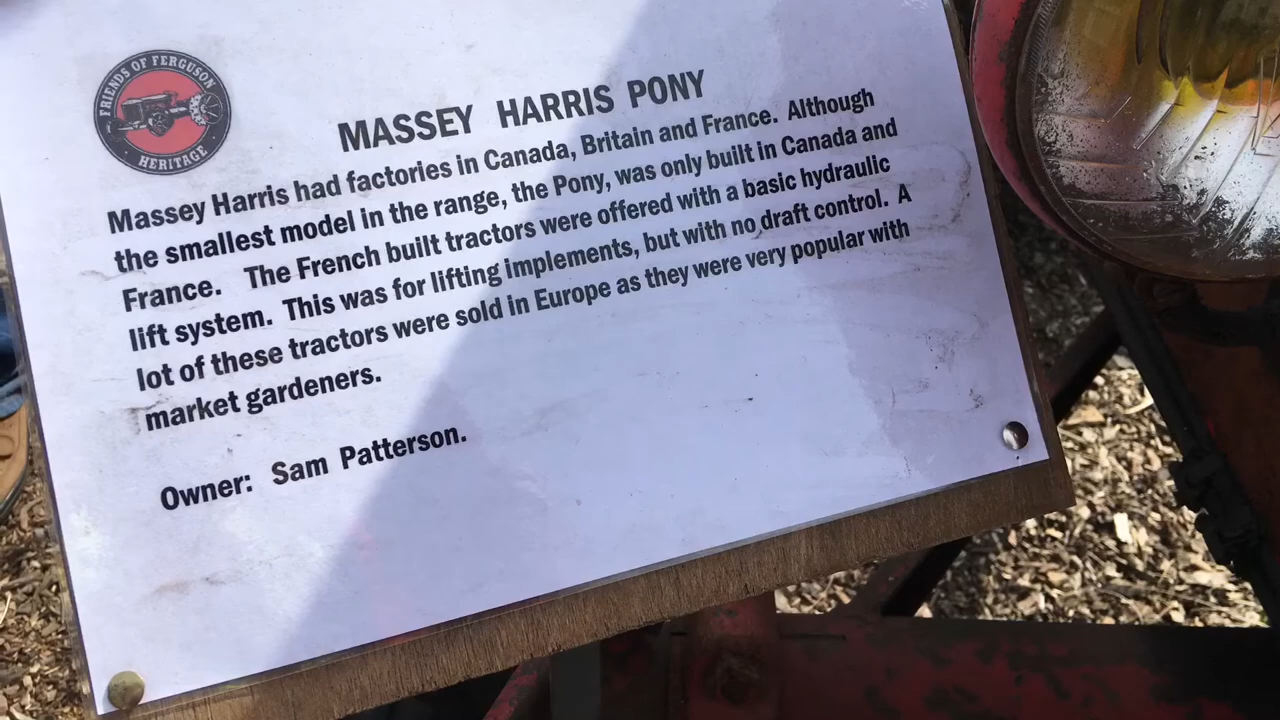 FRIENDS OF FERGUSON
HERITAGE
MASSEY HARRIS PONY
Massey Harris had factories in Canada, Britain and France. Although
the smallest model in the range, the Pony, was only built in Canada and
France. The French built tractors were offered with a basic hydraulic
lift system. This was for lifting implements, but with no draft control. A
lot of these tractors were sold in Europe as they were very popular with
market gardeners.
Owner: Sam Patterson.